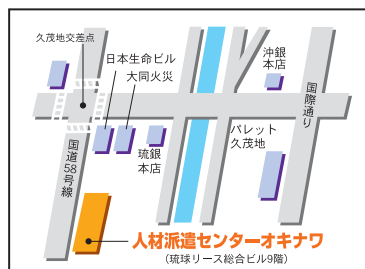 久茂地交差点
日本生命ビル
大同火災
沖銀
本店
国際通り
パレット
久茂地
琉銀
本店
国道58号線
人材派遣センターオキナワ
(琉球リース総合ビル9階)